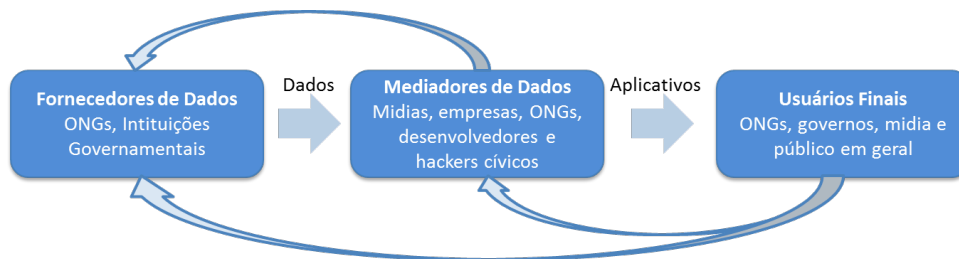 Fornecedores de Dados
ONGs, Intituições
Governamentais
Dados
Mediadores de Dados
Midias, empresas, ONGs,
desenvolvedores e
hackers cívicos
Aplicativos
Usuários Finais
ONGs, governos, midia e
público em geral